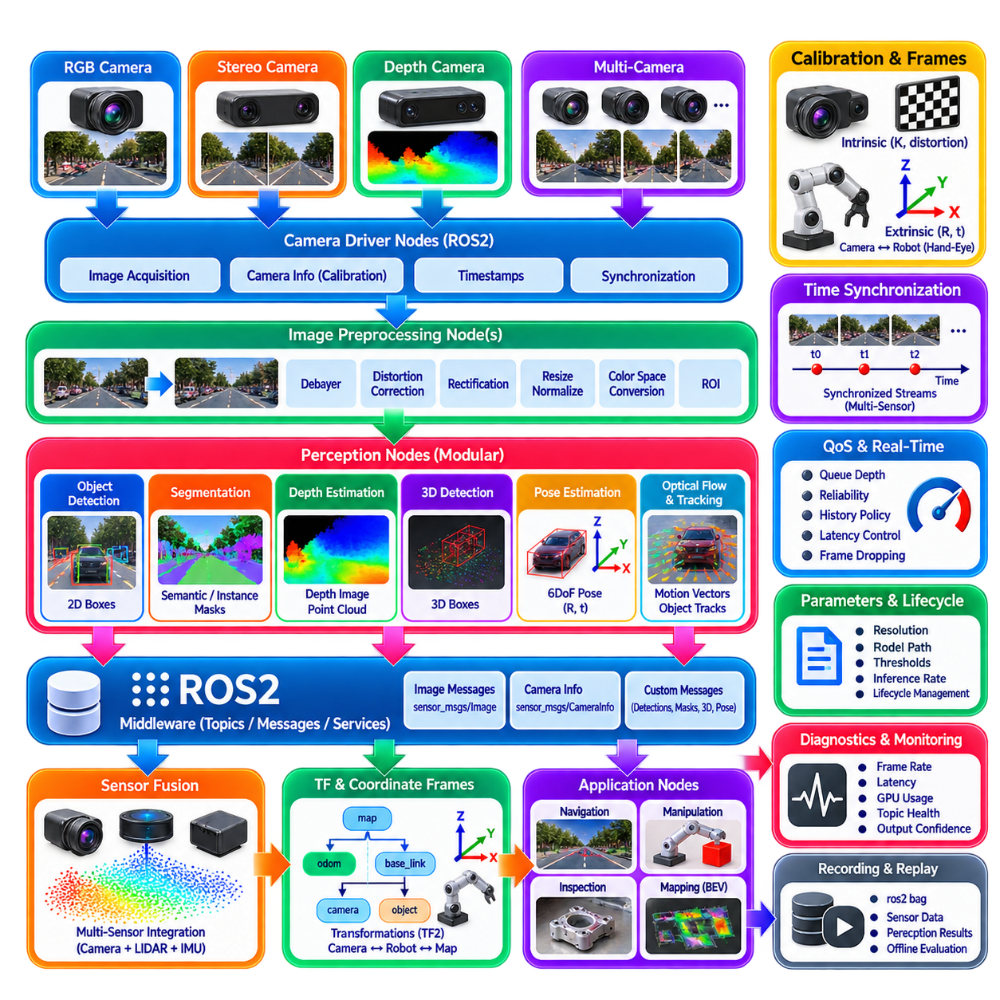 RGB Camera
Stereo Camera
Depth Camera
Multi-Camera
Camera Driver Nodes (ROS2)
Image Acquisition
Camera Info (Calibration)
Timestamps
Synchronization
Image Preprocessing Node(s)
Debayer
Distortion
Correction
Rectification
Resize
Normalize
Color Space
Conversion
ROI
Perception Nodes (Modular)
Object
Detection
2D Boxes
Segmentation
Semantic / Instance
Masks
Depth Estimation
Depth Image
Point Cloud
3D Detection
3D Boxes
Pose Estimation
Z
Y
X
6DoF Pose
(R, t)
Optical Flow
& Tracking
Motion Vectors
Object Tracks
ROS2
Middleware (Topics / Messages / Services)
Image Messages
sensor_msgs/Image
Camera Info
sensor_msgs/CameraInfo
Custom Messages
(Detections, Masks, 3D, Pose)
Sensor Fusion
Multi-Sensor Integration
(Camera + LIDAR + IMU)
TF & Coordinate Frames
map
odom
base_link
camera
object
Z
Y
X
Transformations (TF2)
Camera ↔ Robot ↔ Map
Application Nodes
Navigation
Manipulation
Inspection
Mapping (BEV)
Calibration & Frames
Intrinsic (K, distortion)
Z
Y
X
Extrinsic (R, t)
Camera ↔ Robot (Hand-Eye)
Time Synchronization
...
t0
t1
t2
Time
Synchronized Streams
(Multi-Sensor)
QoS & Real-Time
Queue Depth
Reliability
History Policy
Latency Control
Frame Dropping
Parameters & Lifecycle
Resolution
Rodel Path
Thresholds
Inference Rate
Lifecycle Management
Diagnostics & Monitoring
Frame Rate
Latency
GPU Usage
Topic Health
Output Confidence
Recording & Replay
ros2 bag
Sensor Data
Perccption Results
Offline Evaluation